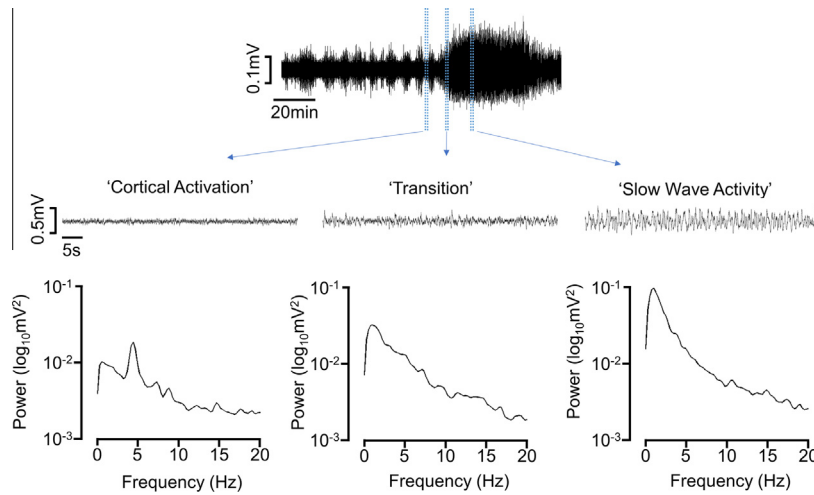 0.1mV
20min
'Cortical Activation'
'Transition'
'Slow Wave Activity'
0.5mV
5s
Power (log10mV2)
10-1
10-2
10-3
0 5 10 15 20
Frequency (Hz)
Power (log10mV2)
10-1
10-2
10-3
0 5 10 15 20
Frequency (Hz)
Power (log10mV2)
10-1
10-2
10-3
0 5 10 15 20
Frequency (Hz)